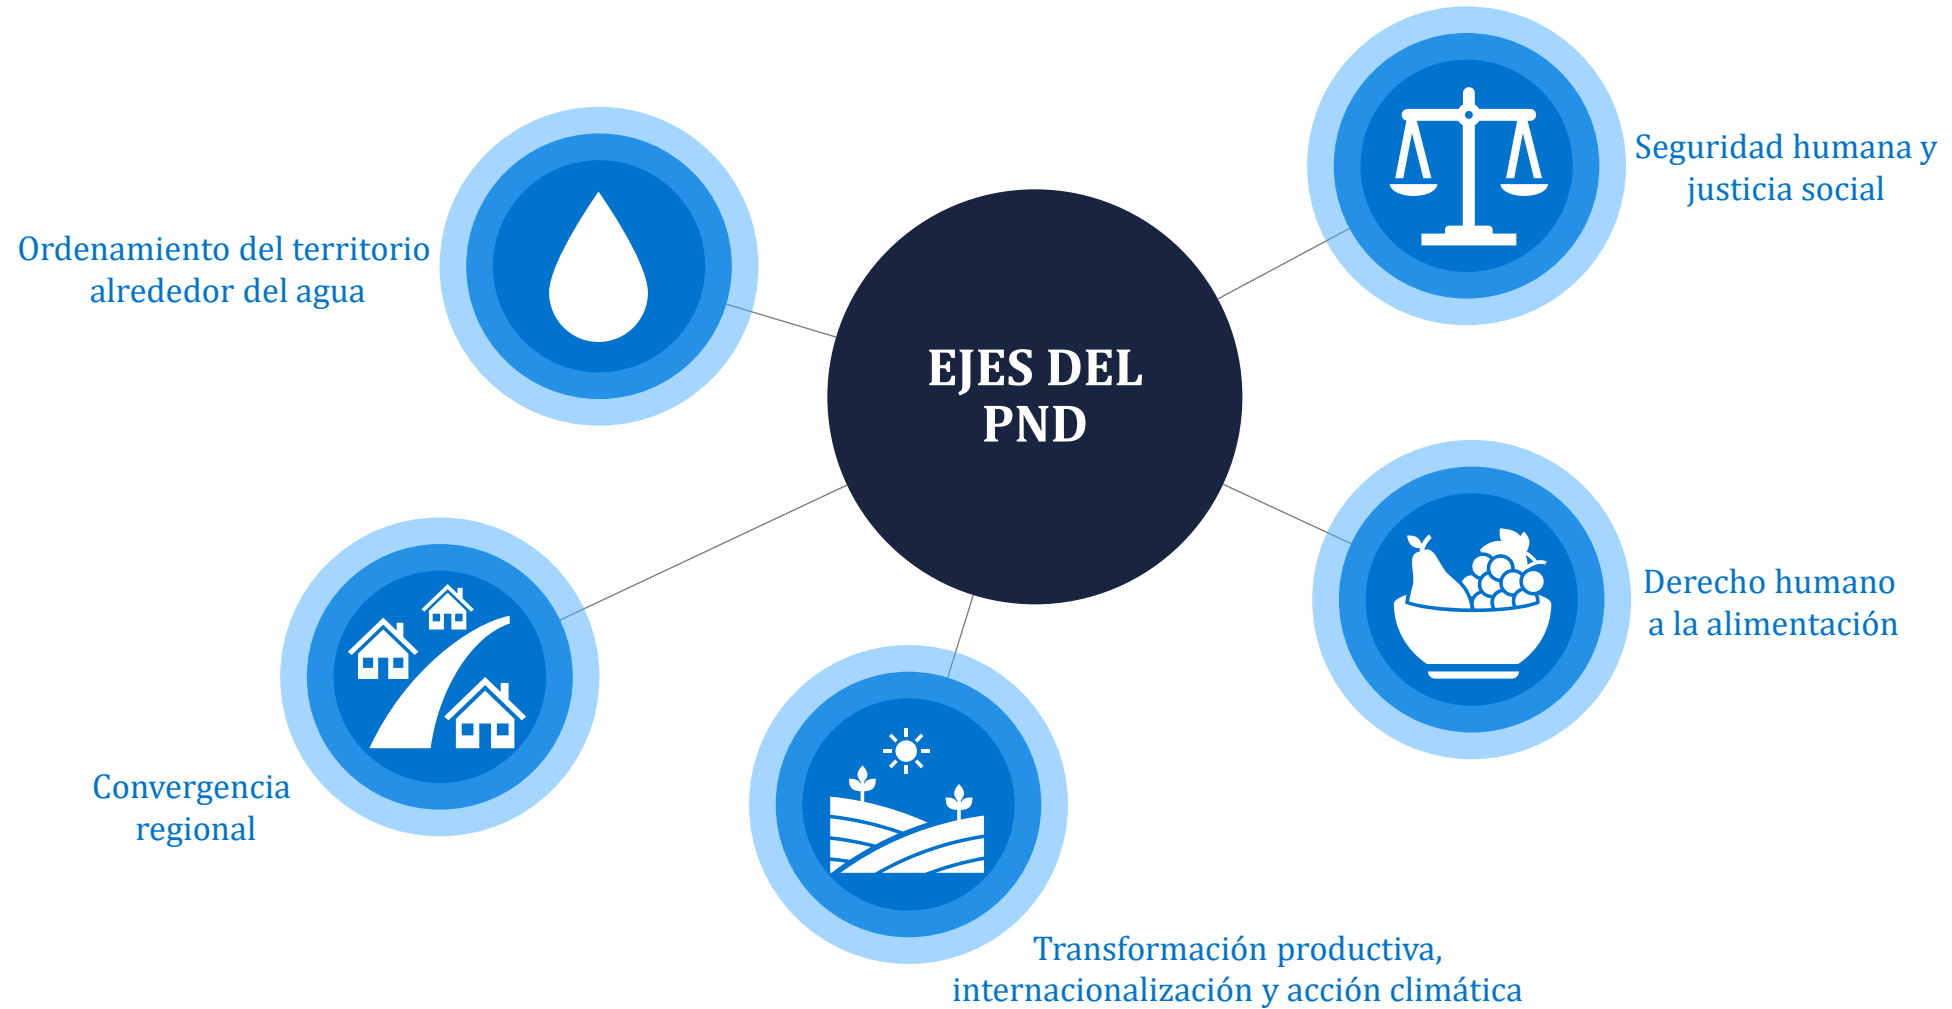 EJES DEL
PND
Ordenamiento del territorio
alrededor del agua
Seguridad humana y
justicia social
Derecho humano
a la alimentación
Transformación productiva,
internacionalización y acción climática
Convergencia
regional